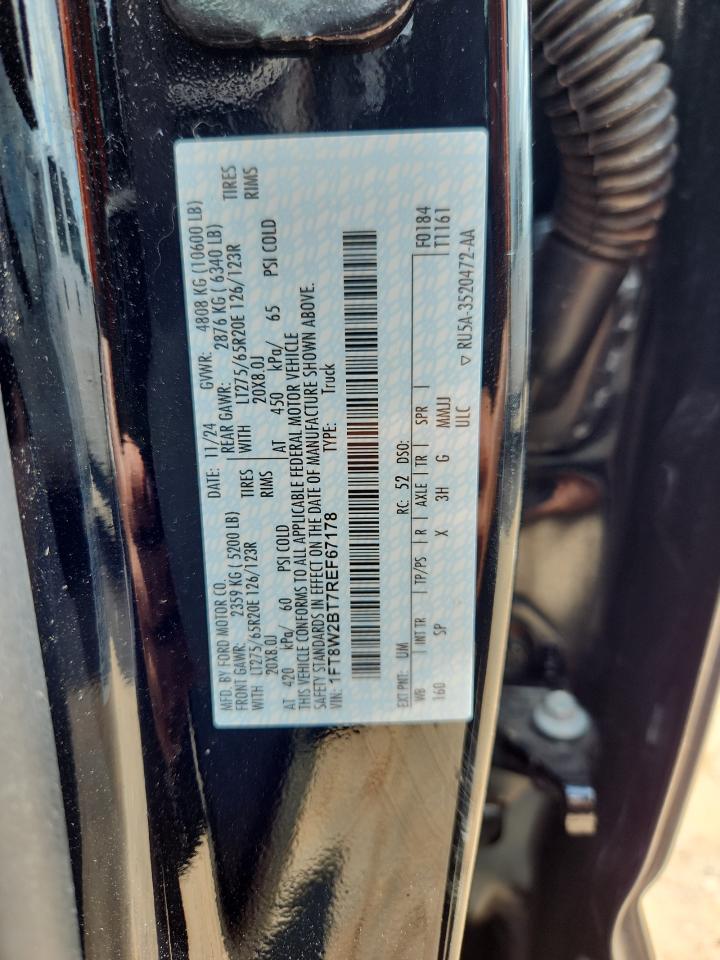 MFD. BY FORD MOTOR CO. DATE: 11/24 GVWR: 4808 KG (10600 LB)
FRONT GAWR: 2359 KG ( 5200 LB) REAR GAWR: 2876 KG ( 6340 LB)
WITH LT275/65R20E 126/123R TIRES WITH LT275/65R20E 126/123R TIRES
20X8.0J RIMS 20X8.0J RIMS
AT 420 kPa/ 60 PSI COLD AT 450 kPa/ 65 PSI COLD
THIS VEHICLE CONFORMS TO ALL APPLICABLE FEDERAL MOTOR VEHICLE
SAFETY STANDARDS IN EFFECT ON THE DATE OF MANUFACTURE SHOWN ABOVE.
VIN: 1FT8W2BT7REF67178 TYPE: Truck
EXT PNT: UM RC: 52 DSO: F0184
WB INT TR TP/PS R AXLE TR SPR T1161
160 SP X 3H G MMJJ
ULC ▽ RU5A-3520472-AA